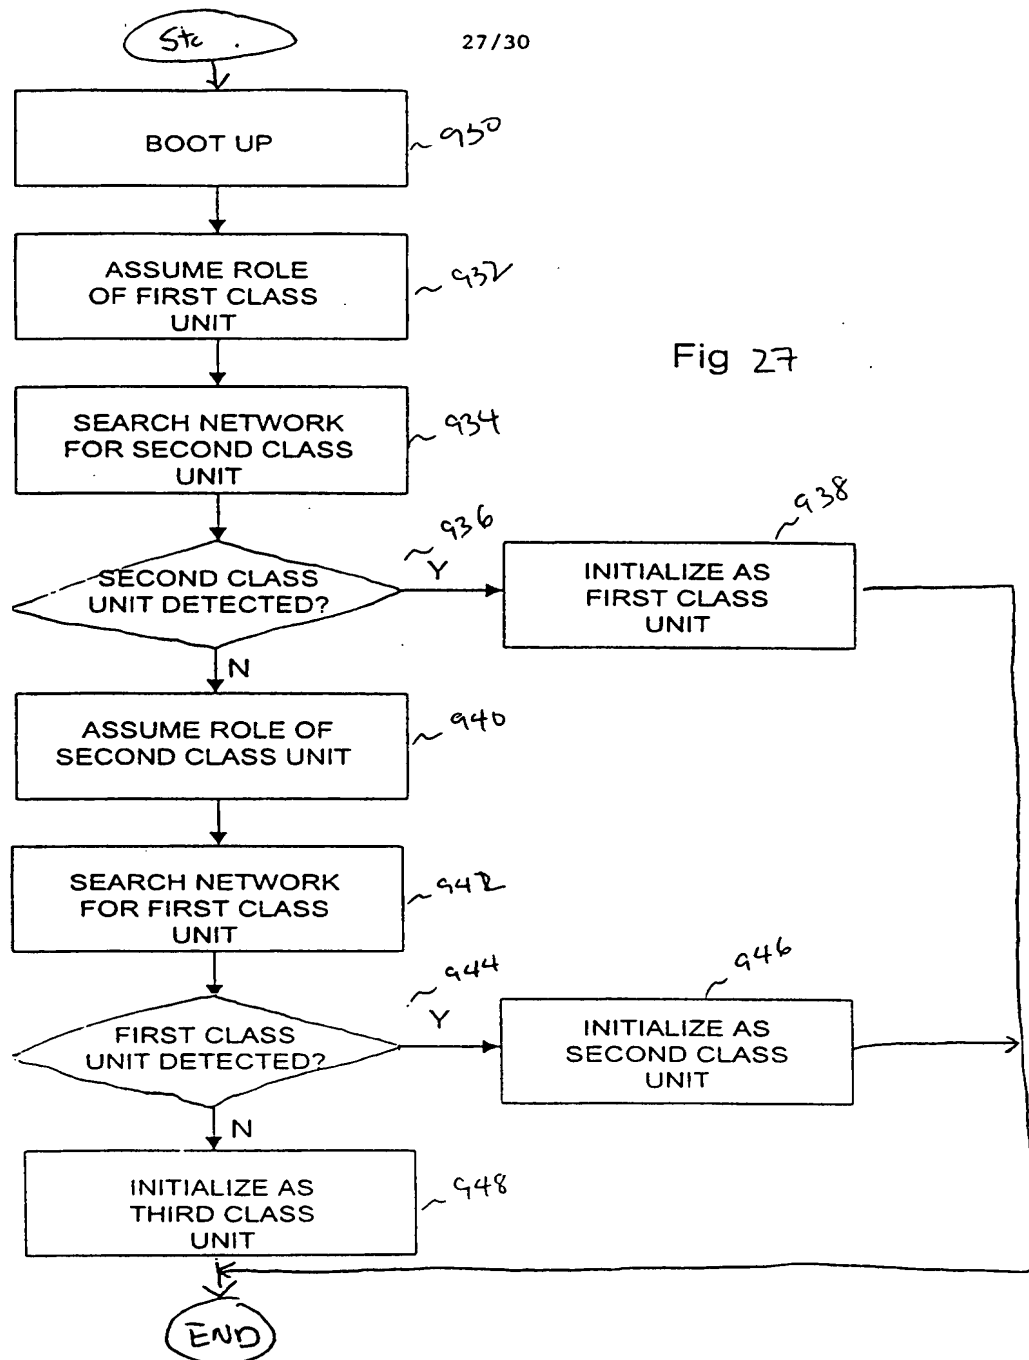 27/30
BOOT UP
~ 930
ASSUME ROLE
OF FIRST CLASS
UNIT
~ 932
Fig 27
SEARCH NETWORK
FOR SECOND CLASS
UNIT
~ 934
SECOND CLASS
UNIT DETECTED?
~ 936
Y
N
INITIALIZE AS
FIRST CLASS
UNIT
~ 938
ASSUME ROLE OF
SECOND CLASS UNIT
~ 940
SEARCH NETWORK
FOR FIRST CLASS
UNIT
~ 942
FIRST CLASS
UNIT DETECTED?
~ 944
Y
N
INITIALIZE AS
SECOND CLASS
UNIT
~ 946
INITIALIZE AS
THIRD CLASS
UNIT
~ 948
END